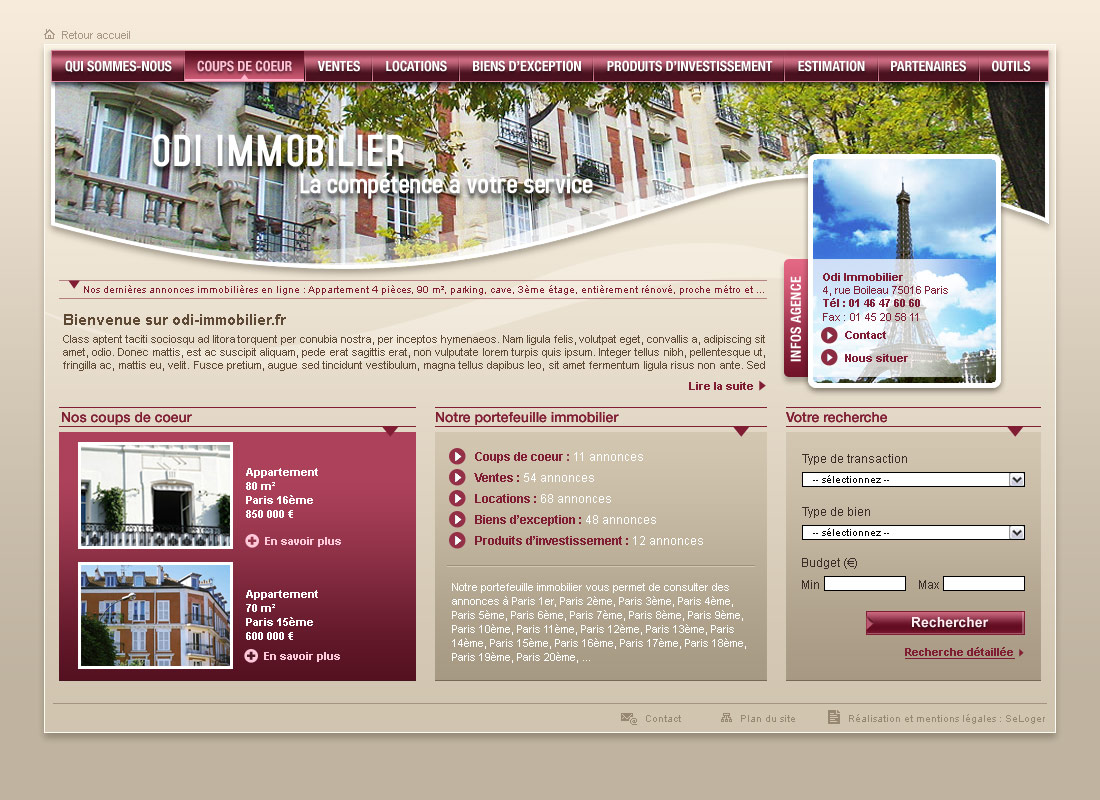 Retour accueil
QUI SOMMES-NOUS COUPS DE COEUR VENTES LOCATIONS BIENS D'EXCEPTION PRODUITS D'INVESTISSEMENT ESTIMATION PARTENAIRES OUTILS
ODI IMMOBILIER
La compétence à votre service
INFOS AGENCE
Odi Immobilier
4, rue Boileau 75016 Paris
Tél : 01 46 47 60 60
Fax : 01 45 20 58 11
Contact
Nous situer
Nos dernières annonces immobilières en ligne : Appartement 4 pièces, 90 m², parking, cave, 3ème étage, entièrement rénové, proche métro et ...
Bienvenue sur odi-immobilier.fr
Class aptent taciti sociosqu ad litora torquent per conubia nostra, per inceptos hymenaeos. Nam ligula felis, volutpat eget, convallis a, adipiscing sit
amet, odio. Donec mattis, est ac suscipit aliquam, pede erat sagittis erat, non vulputate lorem turpis quis ipsum. Integer tellus nibh, pellentesque ut,
fringilla ac, mattis eu, velit. Fusce pretium, augue sed tincidunt vestibulum, magna tellus dapibus leo, sit amet fermentum ligula risus non ante. Sed
Lire la suite
Nos coups de coeur
Appartement
80 m²
Paris 16ème
850 000 €
En savoir plus
Appartement
70 m²
Paris 15ème
600 000 €
En savoir plus
Notre portefeuille immobilier
Coups de coeur : 11 annonces
Ventes : 54 annonces
Locations : 68 annonces
Biens d'exception : 48 annonces
Produits d'investissement : 12 annonces
Notre portefeuille immobilier vous permet de consulter des
annonces à Paris 1er, Paris 2ème, Paris 3ème, Paris 4ème,
Paris 5ème, Paris 6ème, Paris 7ème, Paris 8ème, Paris 9ème,
Paris 10ème, Paris 11ème, Paris 12ème, Paris 13ème, Paris
14ème, Paris 15ème, Paris 16ème, Paris 17ème, Paris 18ème,
Paris 19ème, Paris 20ème, ...
Votre recherche
Type de transaction
-- sélectionnez --
Type de bien
-- sélectionnez --
Budget (€)
Min Max
Rechercher
Recherche détaillée
Contact Plan du site Réalisation et mentions légales : SeLoger